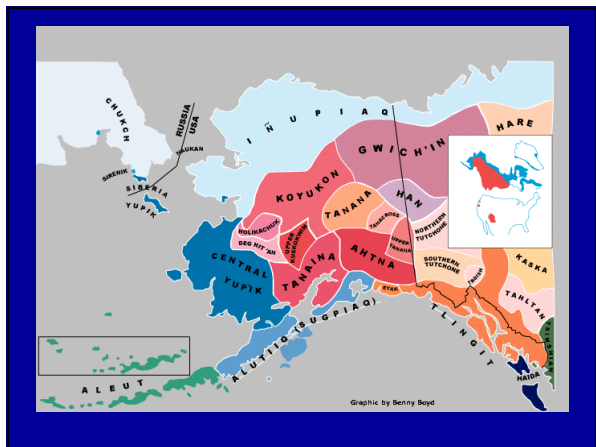 CHUKCH
RUSSIA
USA
NAUKAN
SIRENIK
SIBERIA
YUPIK
IÑUPIAQ
GWICH'IN
HARE
KOYUKON
TANANA
HAN
TANACROSS
UPPER
TANANA
NORTHERN
TUTCHONE
HOLIKACHUK
DEG HIT'AN
UPPER
KUSKOKWIM
CENTRAL
YUPIK
TANAINA
AHTNA
SOUTHERN
TUTCHONE
TAGISH
KASKA
TAHLTAN
EYAK
TLINGIT
TSIMSHIAN
HAIDA
ALUTIIQ (SUGPIAQ)
ALEUT
Graphic by Benny Boyd